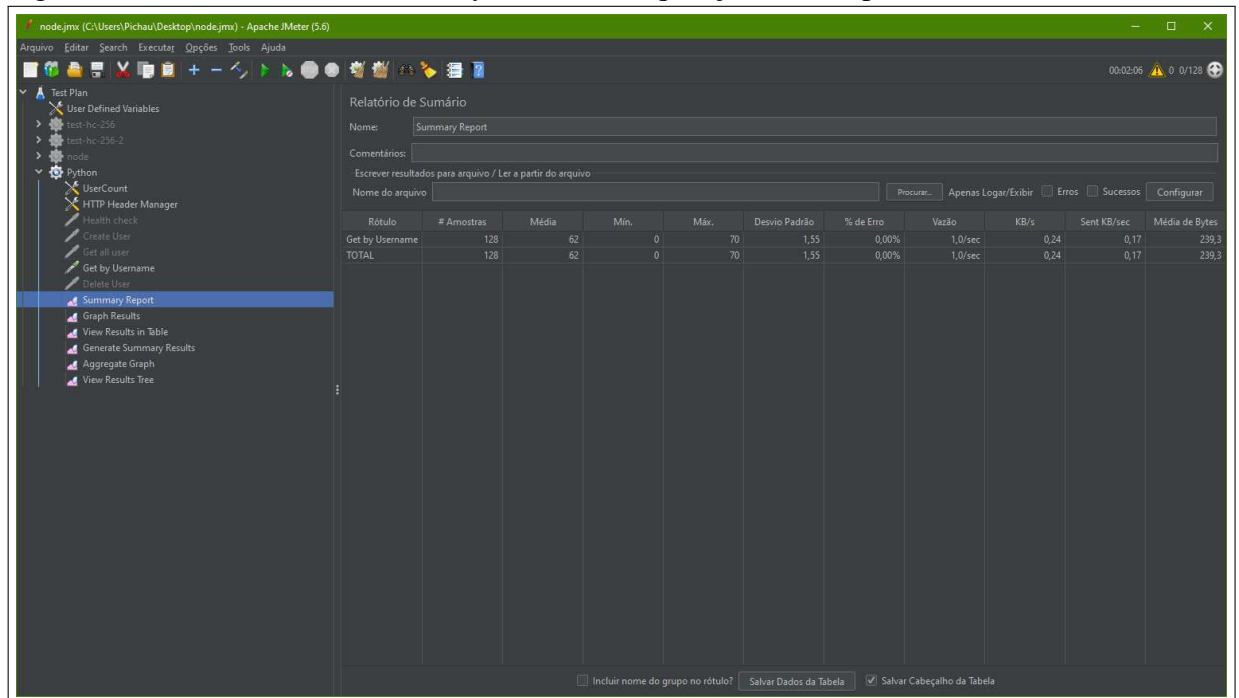 node.jmx (C:\Users\Pichau\Desktop\node.jmx) - Apache JMeter (5.6)
Arquivo Editar Search Executar Opções Tools Ajuda
00:02:06 0 0/128
Test Plan
User Defined Variables
test-hc-256
test-hc-256-2
node
Python
UserCount
HTTP Header Manager
Health check
Create User
Get all user
Get by Username
Delete User
Summary Report
Graph Results
View Results in Table
Generate Summary Results
Aggregate Graph
View Results Tree
Relatório de Sumário
Nome: Summary Report
Comentários:
Escrever resultados para arquivo / Ler a partir do arquivo
Nome do arquivo Procurar... Apenas Logar/Exibir Erros Sucessos Configurar
Rótulo # Amostras Média Mín. Máx. Desvio Padrão % de Erro Vazão KB/s Sent KB/sec Média de Bytes
Get by Username 128 62 0 70 1,55 0,00% 1,0/sec 0,24 0,17 239,3
TOTAL 128 62 0 70 1,55 0,00% 1,0/sec 0,24 0,17 239,3
Incluir nome do grupo no rótulo? Salvar Dados da Tabela Salvar Cabeçalho da Tabela